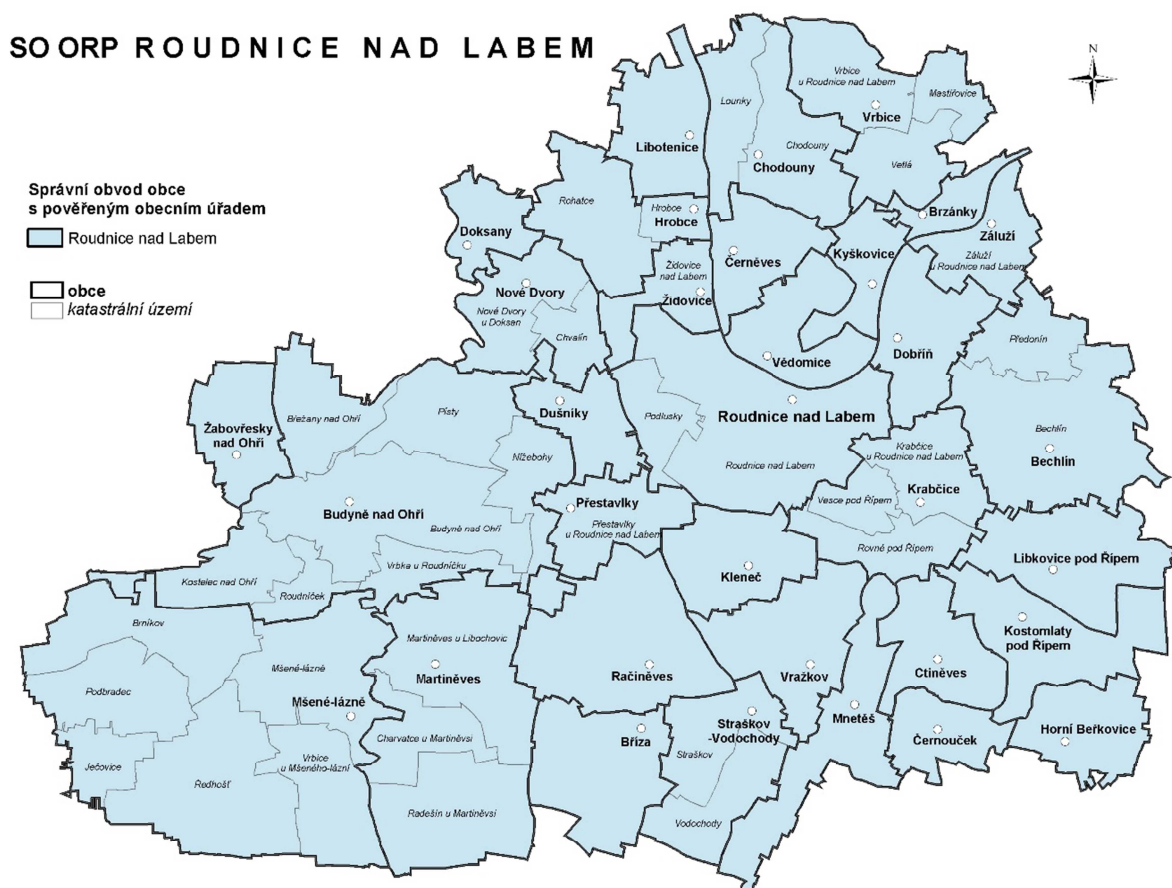 SO ORP ROUDNICE NAD LABEM
N
Správní obvod obce
s pověřeným obecním úřadem
Roudnice nad Labem
obce
katastrální území
Lounky
Vrbice
u Roudnice nad Labem
Mastířovice
Vrbice
Libotenice
Chodouny
Chodouny
Vetlá
Rohatce
Hrobce
Hrobce
Brzánky
Doksany
Černěves
Kyškovice
Záluží
Záluží
u Roudnice nad Labem
Židovice
nad Labem
Židovice
Nové Dvory
Nové Dvory
u Doksan
Chvalín
Předonín
Dobříň
Vědomice
Břežany nad Ohří
Písty
Dušníky
Podlusky
Roudnice nad Labem
Roudnice nad Labem
Žabovřesky
nad Ohří
Nížebohy
Krabčice
u Roudnice nad Labem
Bechlín
Bechlín
Budyně nad Ohří
Budyně nad Ohří
Přestavlky
Přestavlky
u Roudnice nad Labem
Vesce pod Řípem
Krabčice
Rovné pod Řípem
Libkovice pod Řípem
Kleneč
Vrbka u Roudníčku
Kostelec nad Ohří
Roudníček
Brníkov
Martiněves u Libochovic
Kostomlaty
pod Řípem
Mšené-lázně
Martiněves
Račiněves
Vražkov
Ctiněves
Podbradec
Mšené-lázně
Mnetěš
Straškov
-Vodochody
Bříza
Charvatce u Martiněvsi
Straškov
Černouček
Horní Beřkovice
Ječovice
Ředhošť
Vrbice
u Mšeného-lázní
Radešín u Martiněvsi
Vodochody